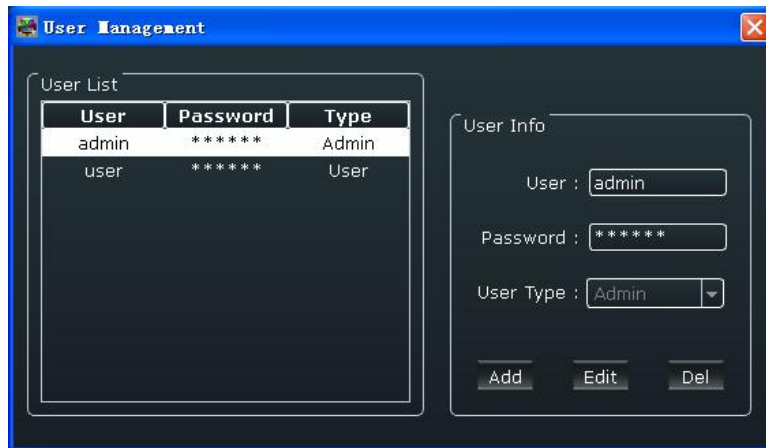 User Management
User List
User Password Type
admin ****** Admin
user ****** User
User Info
User : admin
Password : ******
User Type : Admin
Add Edit Del